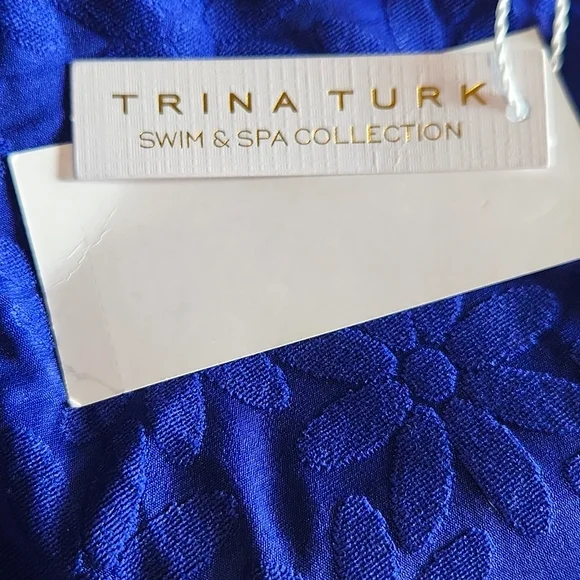 TRINA TURK
SWIM & SPA COLLECTION